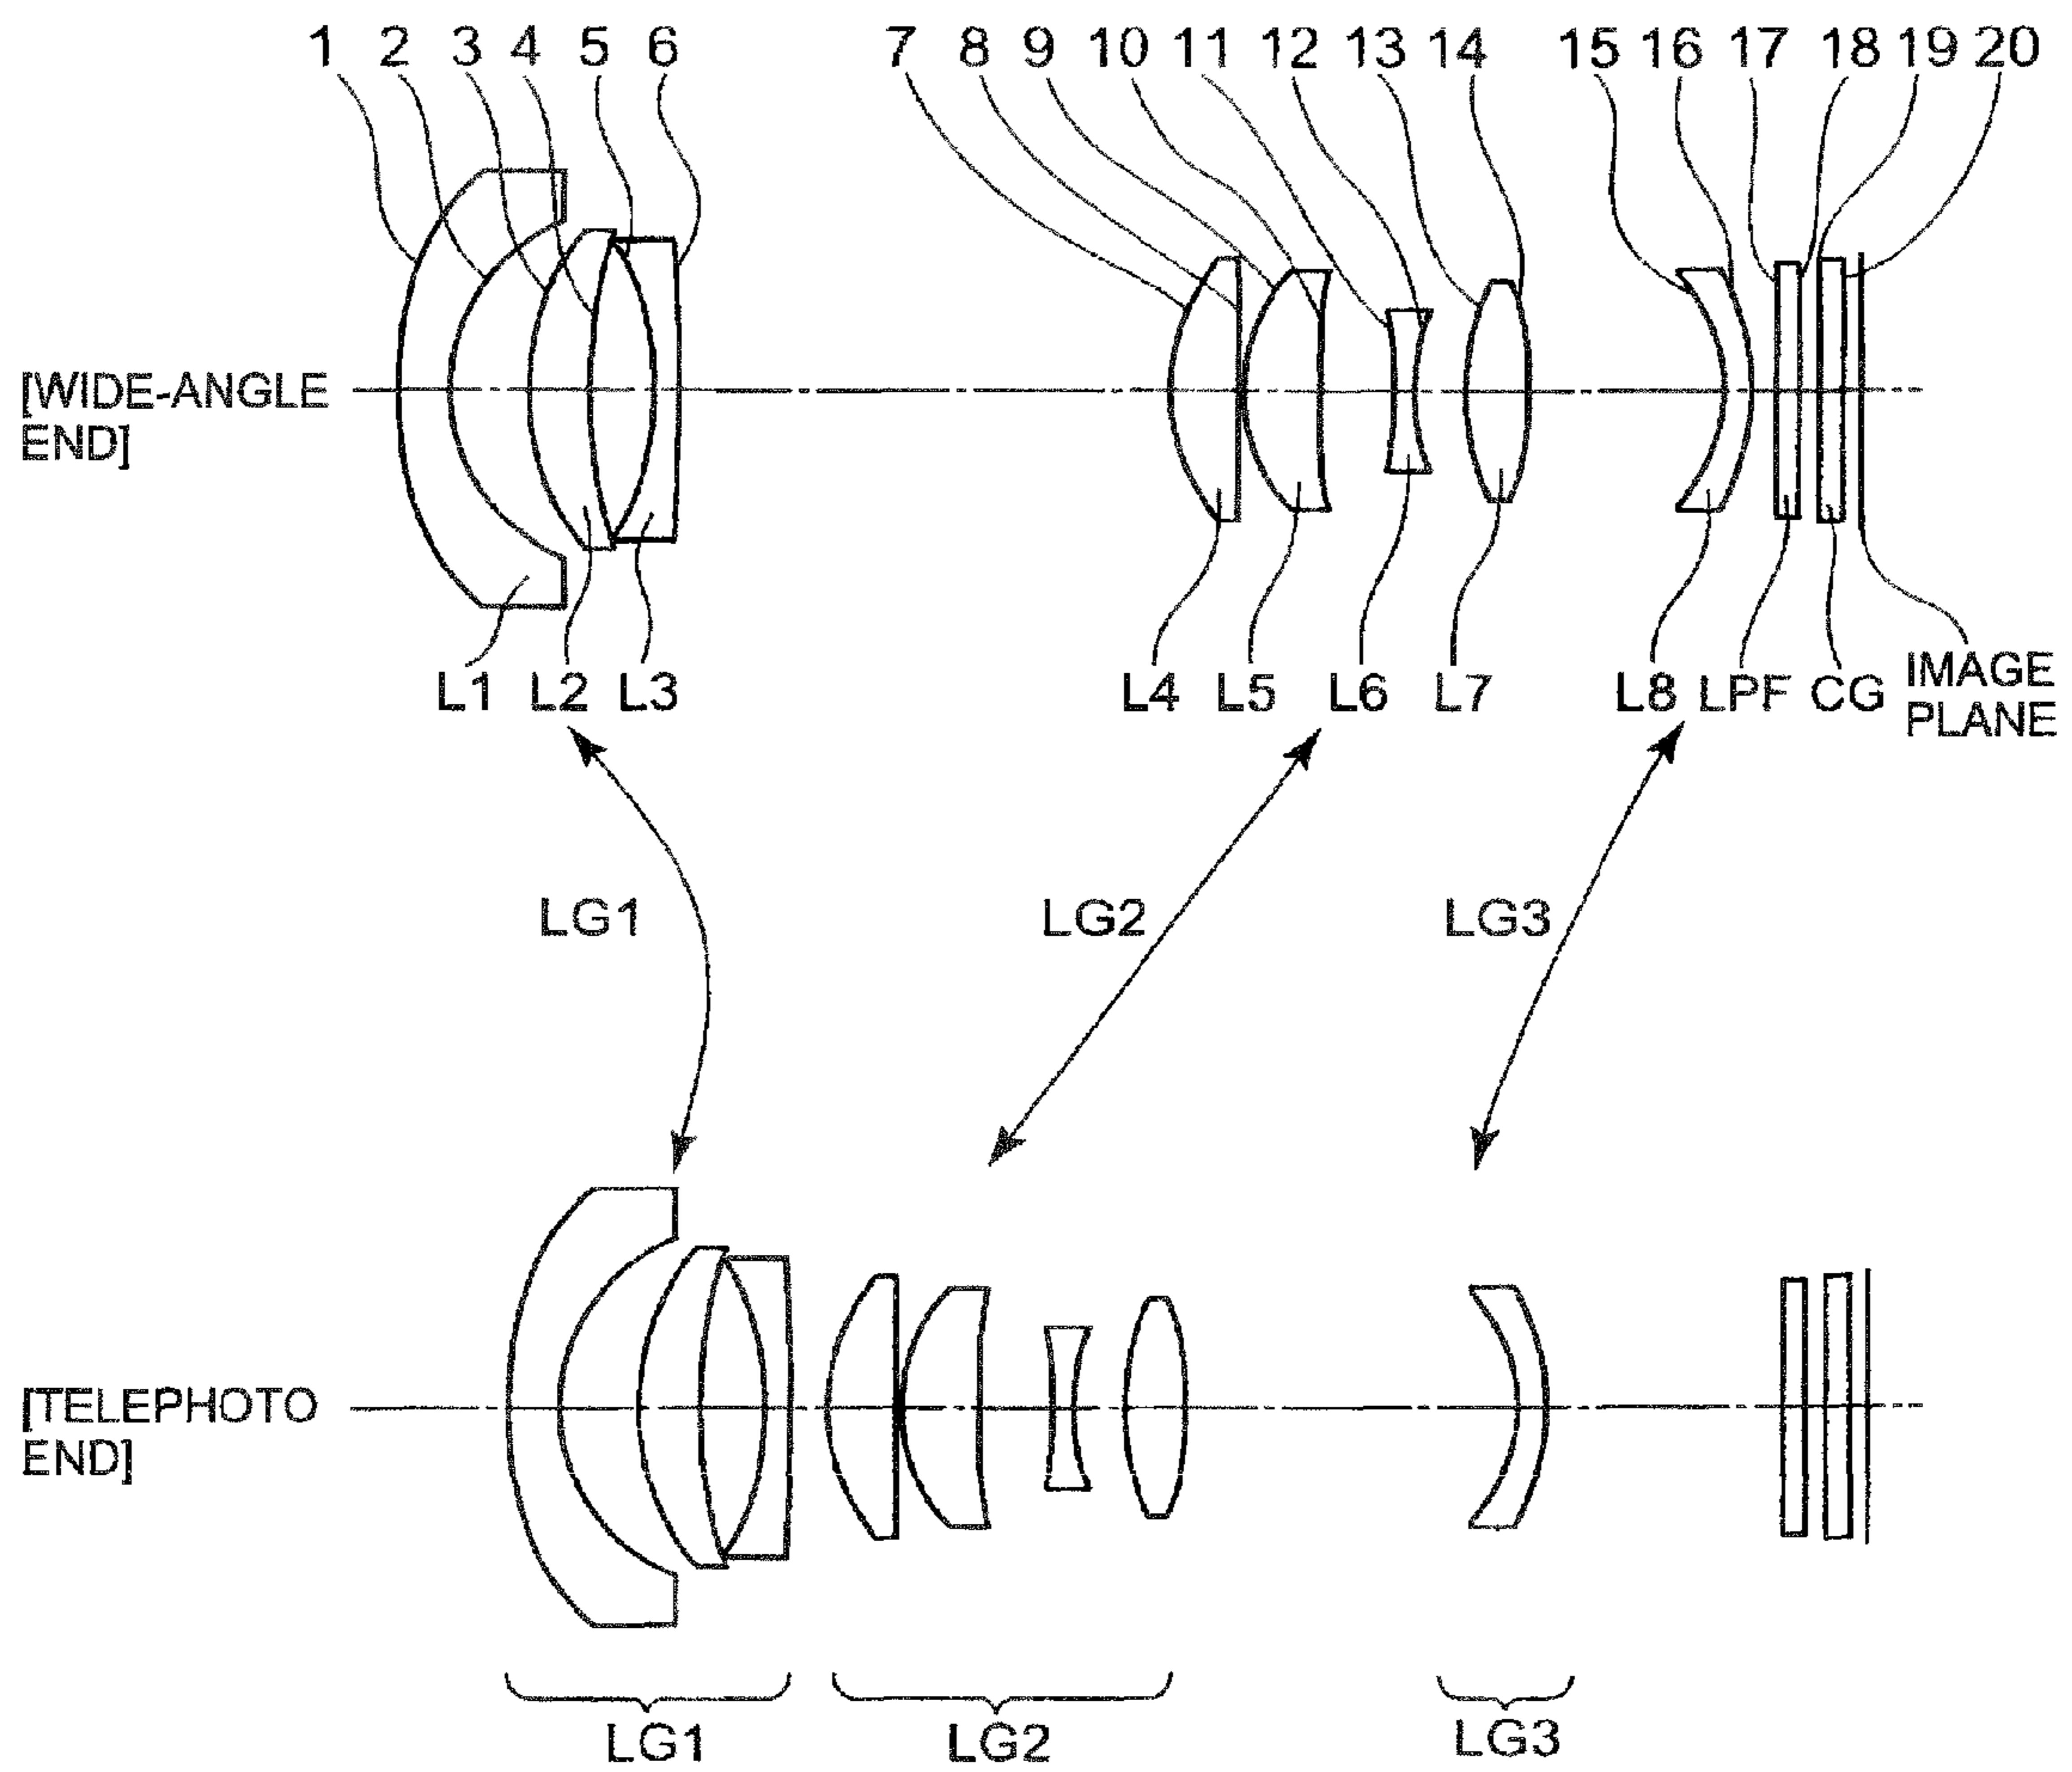 1 2 3 4 5 6 7 8 9 10 11 12 13 14 15 16 17 18 19 20
[WIDE-ANGLE
END]
L1 L2 L3 L4 L5 L6 L7 L8 LPF CG IMAGE
PLANE
LG1 LG2 LG3
[TELEPHOTO
END]
LG1 LG2 LG3